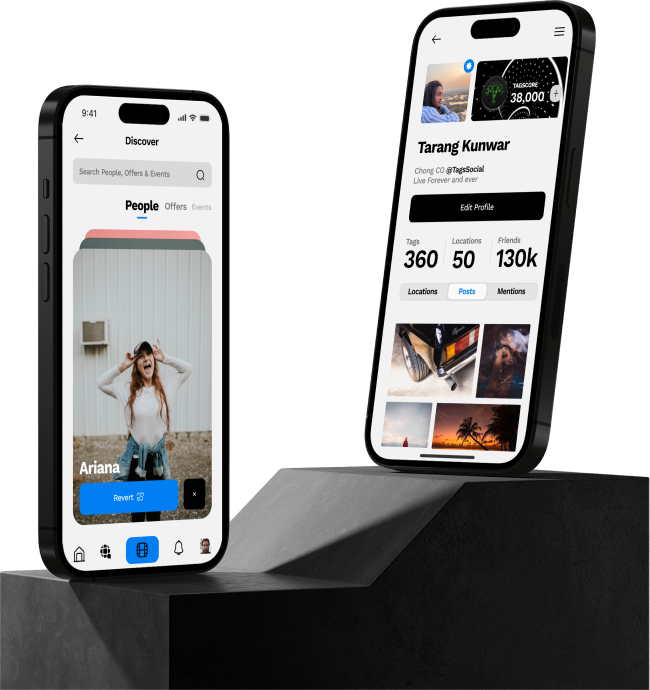 9:41
Discover
Search People, Offers & Events
People Offers Events
Ariana
Revert
x
TAGSCORE
38,000
+
Tarang Kunwar
Chong CO @TagsSocial
Live Forever and ever
Edit Profile
Tags Locations Friends
360 50 130k
Locations Posts Mentions